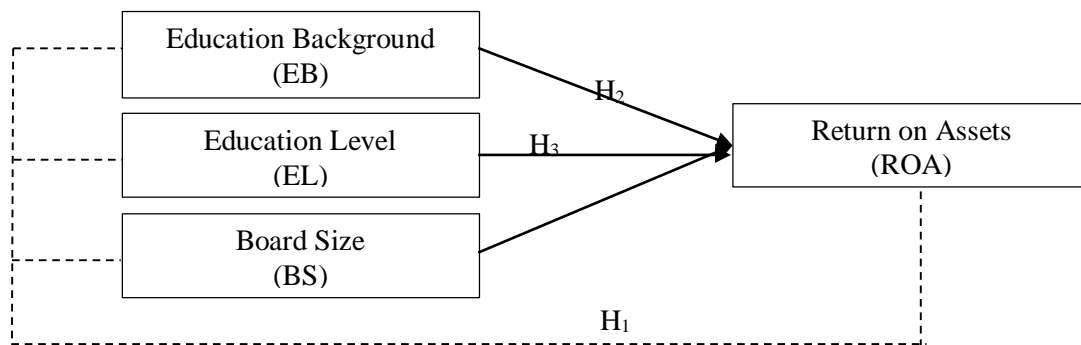 Education Background
(EB)
H₂
Education Level
(EL)
H₃
Return on Assets
(ROA)
Board Size
(BS)
H₁